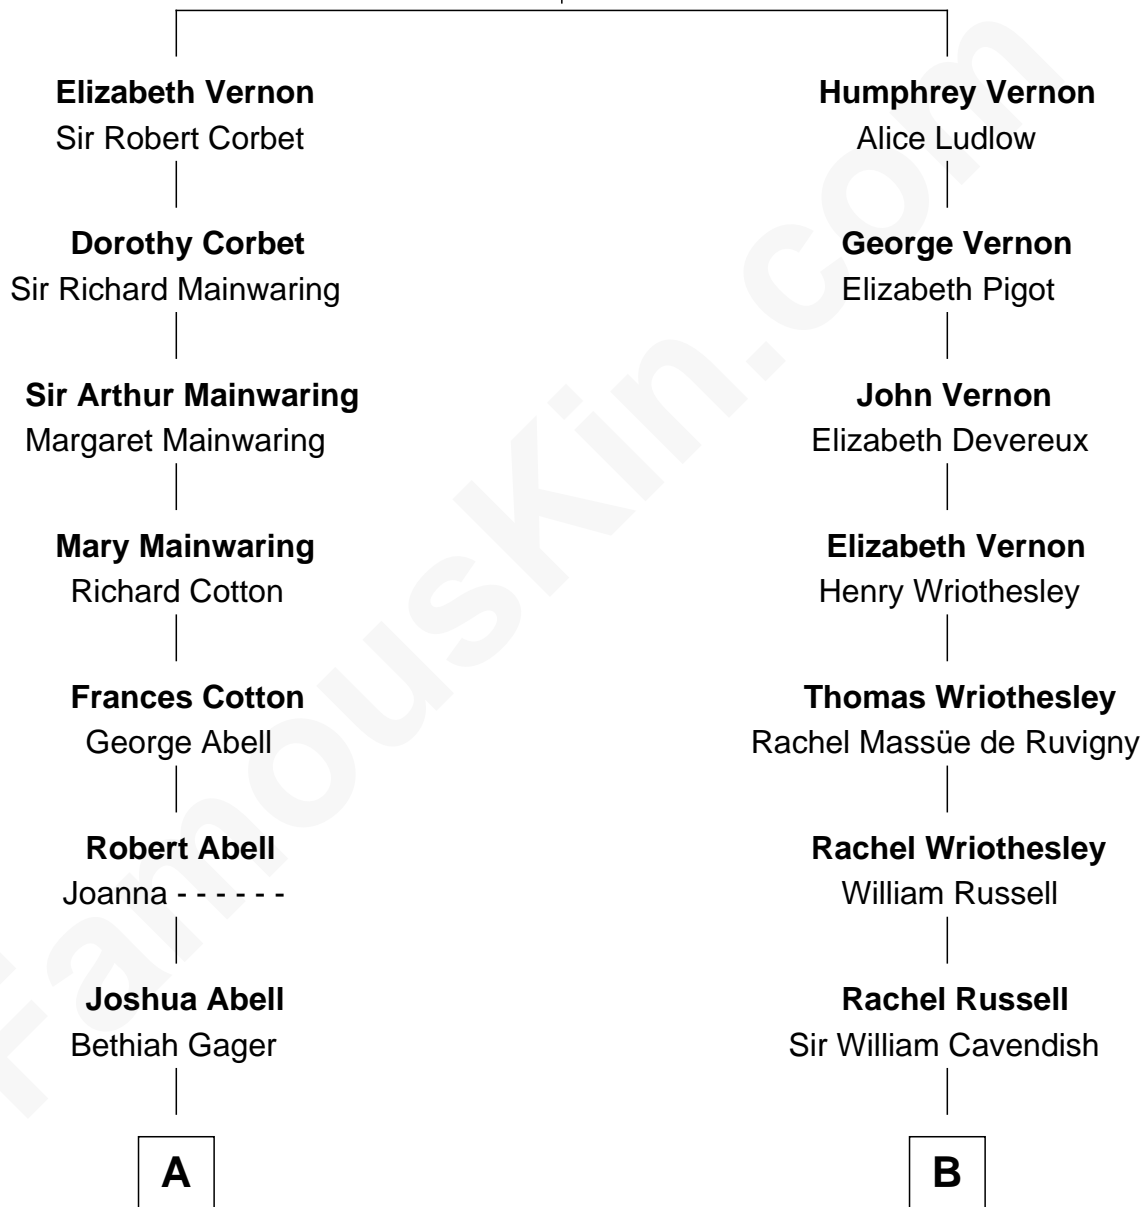 Elizabeth Vernon
Sir Robert Corbet
Dorothy Corbet
Sir Richard Mainwaring
Sir Arthur Mainwaring
Margaret Mainwaring
Mary Mainwaring
Richard Cotton
Frances Cotton
George Abell
Robert Abell
Joanna - - - - - -
Joshua Abell
Bethiah Gager
A
Humphrey Vernon
Alice Ludlow
George Vernon
Elizabeth Pigot
John Vernon
Elizabeth Devereux
Elizabeth Vernon
Henry Wriothesley
Thomas Wriothesley
Rachel Massüe de Ruvigny
Rachel Wriothesley
William Russell
Rachel Russell
Sir William Cavendish
B
FamousKin.com